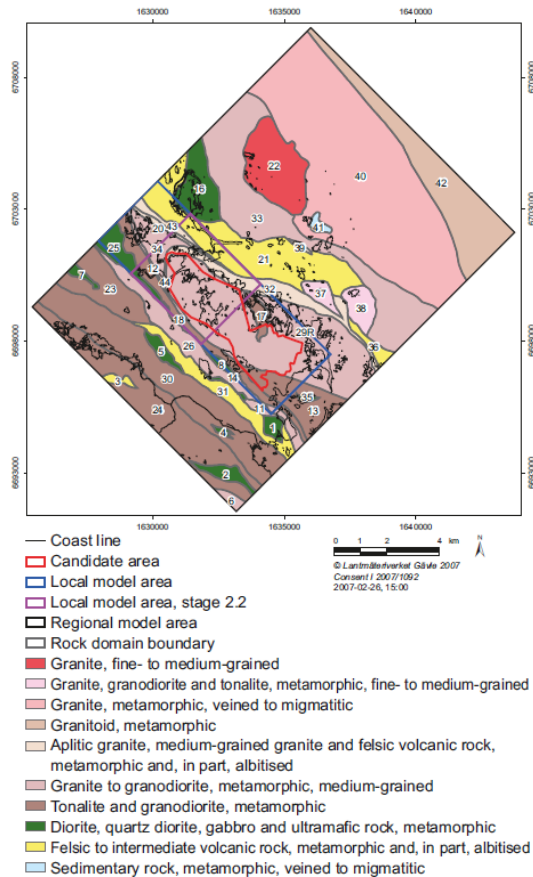 1630000 1635000 1640000
6708000 6708000
22
40
16
42
6703000 6703000
33
20 43
41
34
39
25
21
12
7
44
32
37
23
38
17
18
6698000 6698000
29R
26
36
5
8
3
30
14
31
35
24
11
13
1
4
2
6693000 6693000
6
1630000 1635000 1640000
Coast line
Candidate area
Local model area
Local model area, stage 2.2
Regional model area
Rock domain boundary
0 1 2 4 km
N
© Lantmäteriverket Gävle 2007
Consent I 2007/1092
2007-02-26, 15:00
Granite, fine- to medium-grained
Granite, granodiorite and tonalite, metamorphic, fine- to medium-grained
Granite, metamorphic, veined to migmatitic
Granitoid, metamorphic
Aplitic granite, medium-grained granite and felsic volcanic rock,
metamorphic and, in part, albitised
Granite to granodiorite, metamorphic, medium-grained
Tonalite and granodiorite, metamorphic
Diorite, quartz diorite, gabbro and ultramafic rock, metamorphic
Felsic to intermediate volcanic rock, metamorphic and, in part, albitised
Sedimentary rock, metamorphic, veined to migmatitic